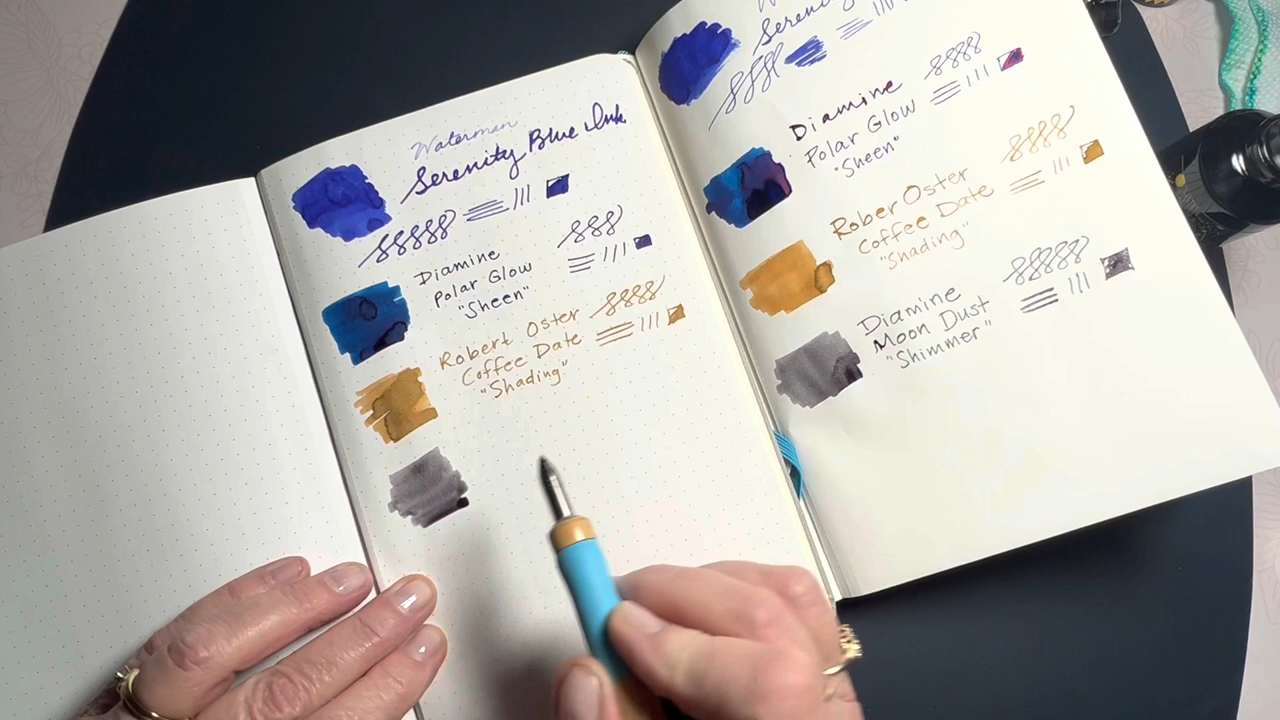 Waterman
Serenity Blue Ink
Diamine
Polar Glow
"Sheen"
Robert Oster
Coffee Date
"Shading"
Serenity
Diamine
Polar Glow
"Sheen"
Rober Oster
Coffee Date
"Shading"
Diamine
Moon Dust
"Shimmer"